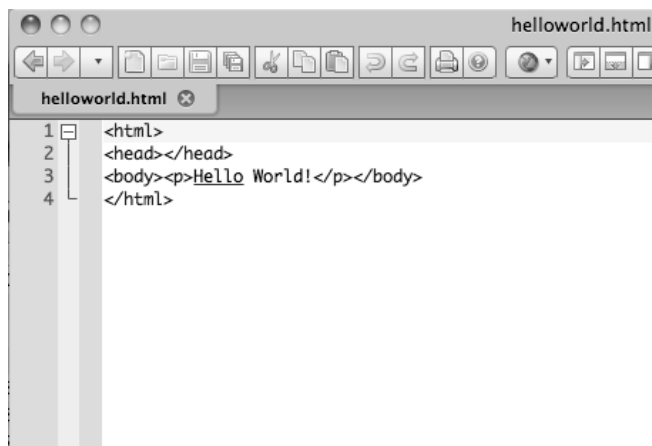 helloworld.html
helloworld.html
1 <html>
2 <head></head>
3 <body><p>Hello World!</p></body>
4 </html>